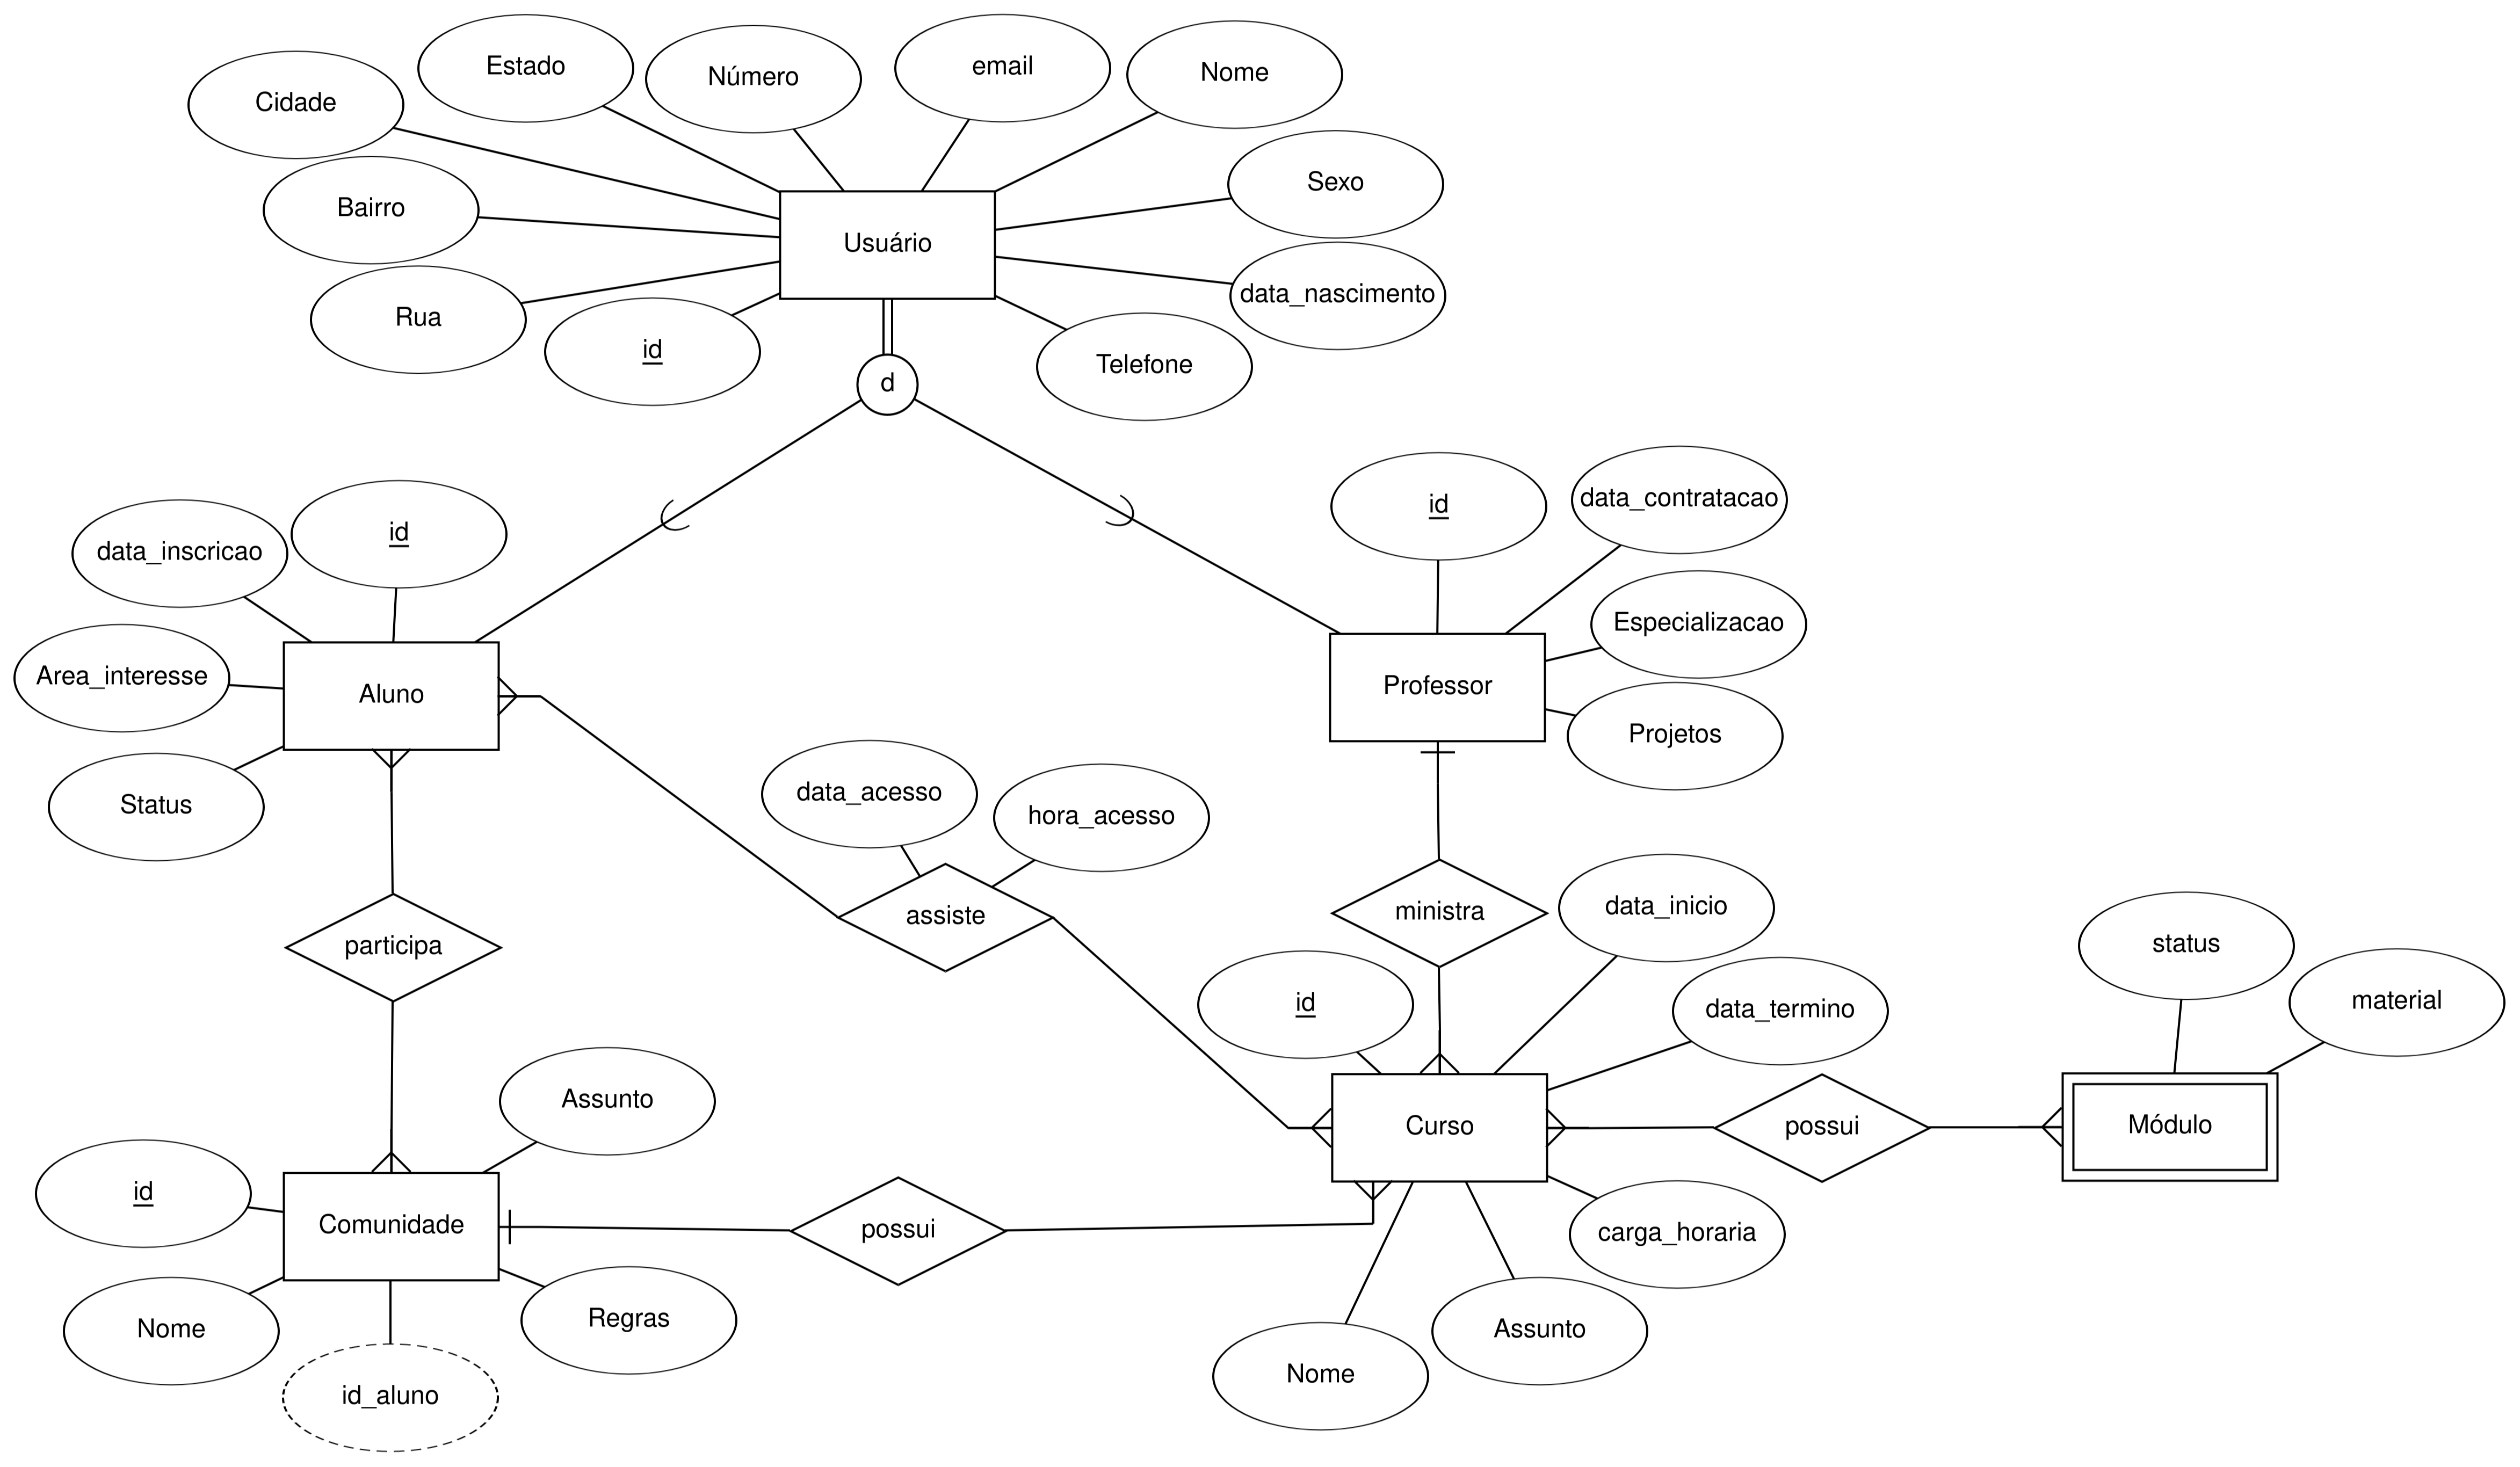 Estado
email
Nome
Número
Cidade
Sexo
Bairro
Usuário
data_nascimento
Rua
id
Telefone
d
data_contratacao
id
id
data_inscricao
Especializacao
Area_interesse
Professor
Aluno
Projetos
data_acesso
Status
hora_acesso
data_inicio
ministra
assiste
status
participa
material
id
data_termino
Assunto
Módulo
Curso
possui
id
Comunidade
possui
carga_horaria
Regras
Nome
Assunto
Nome
id_aluno